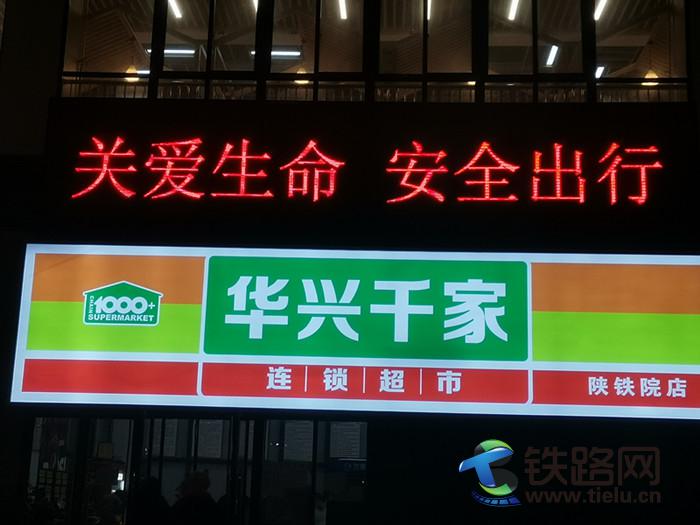 关爱生命 安全出行
CHAIN 1000+
SUPERMARKET
华兴千家
连|锁|超|市
陕铁院店
铁路网
www.tielu.cn